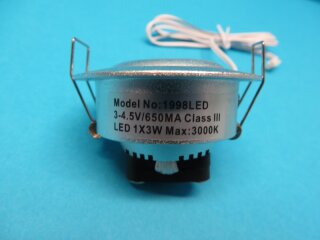 Model No:1998LED
3-4.5V/650MA Class III
LED 1X3W Max:3000K